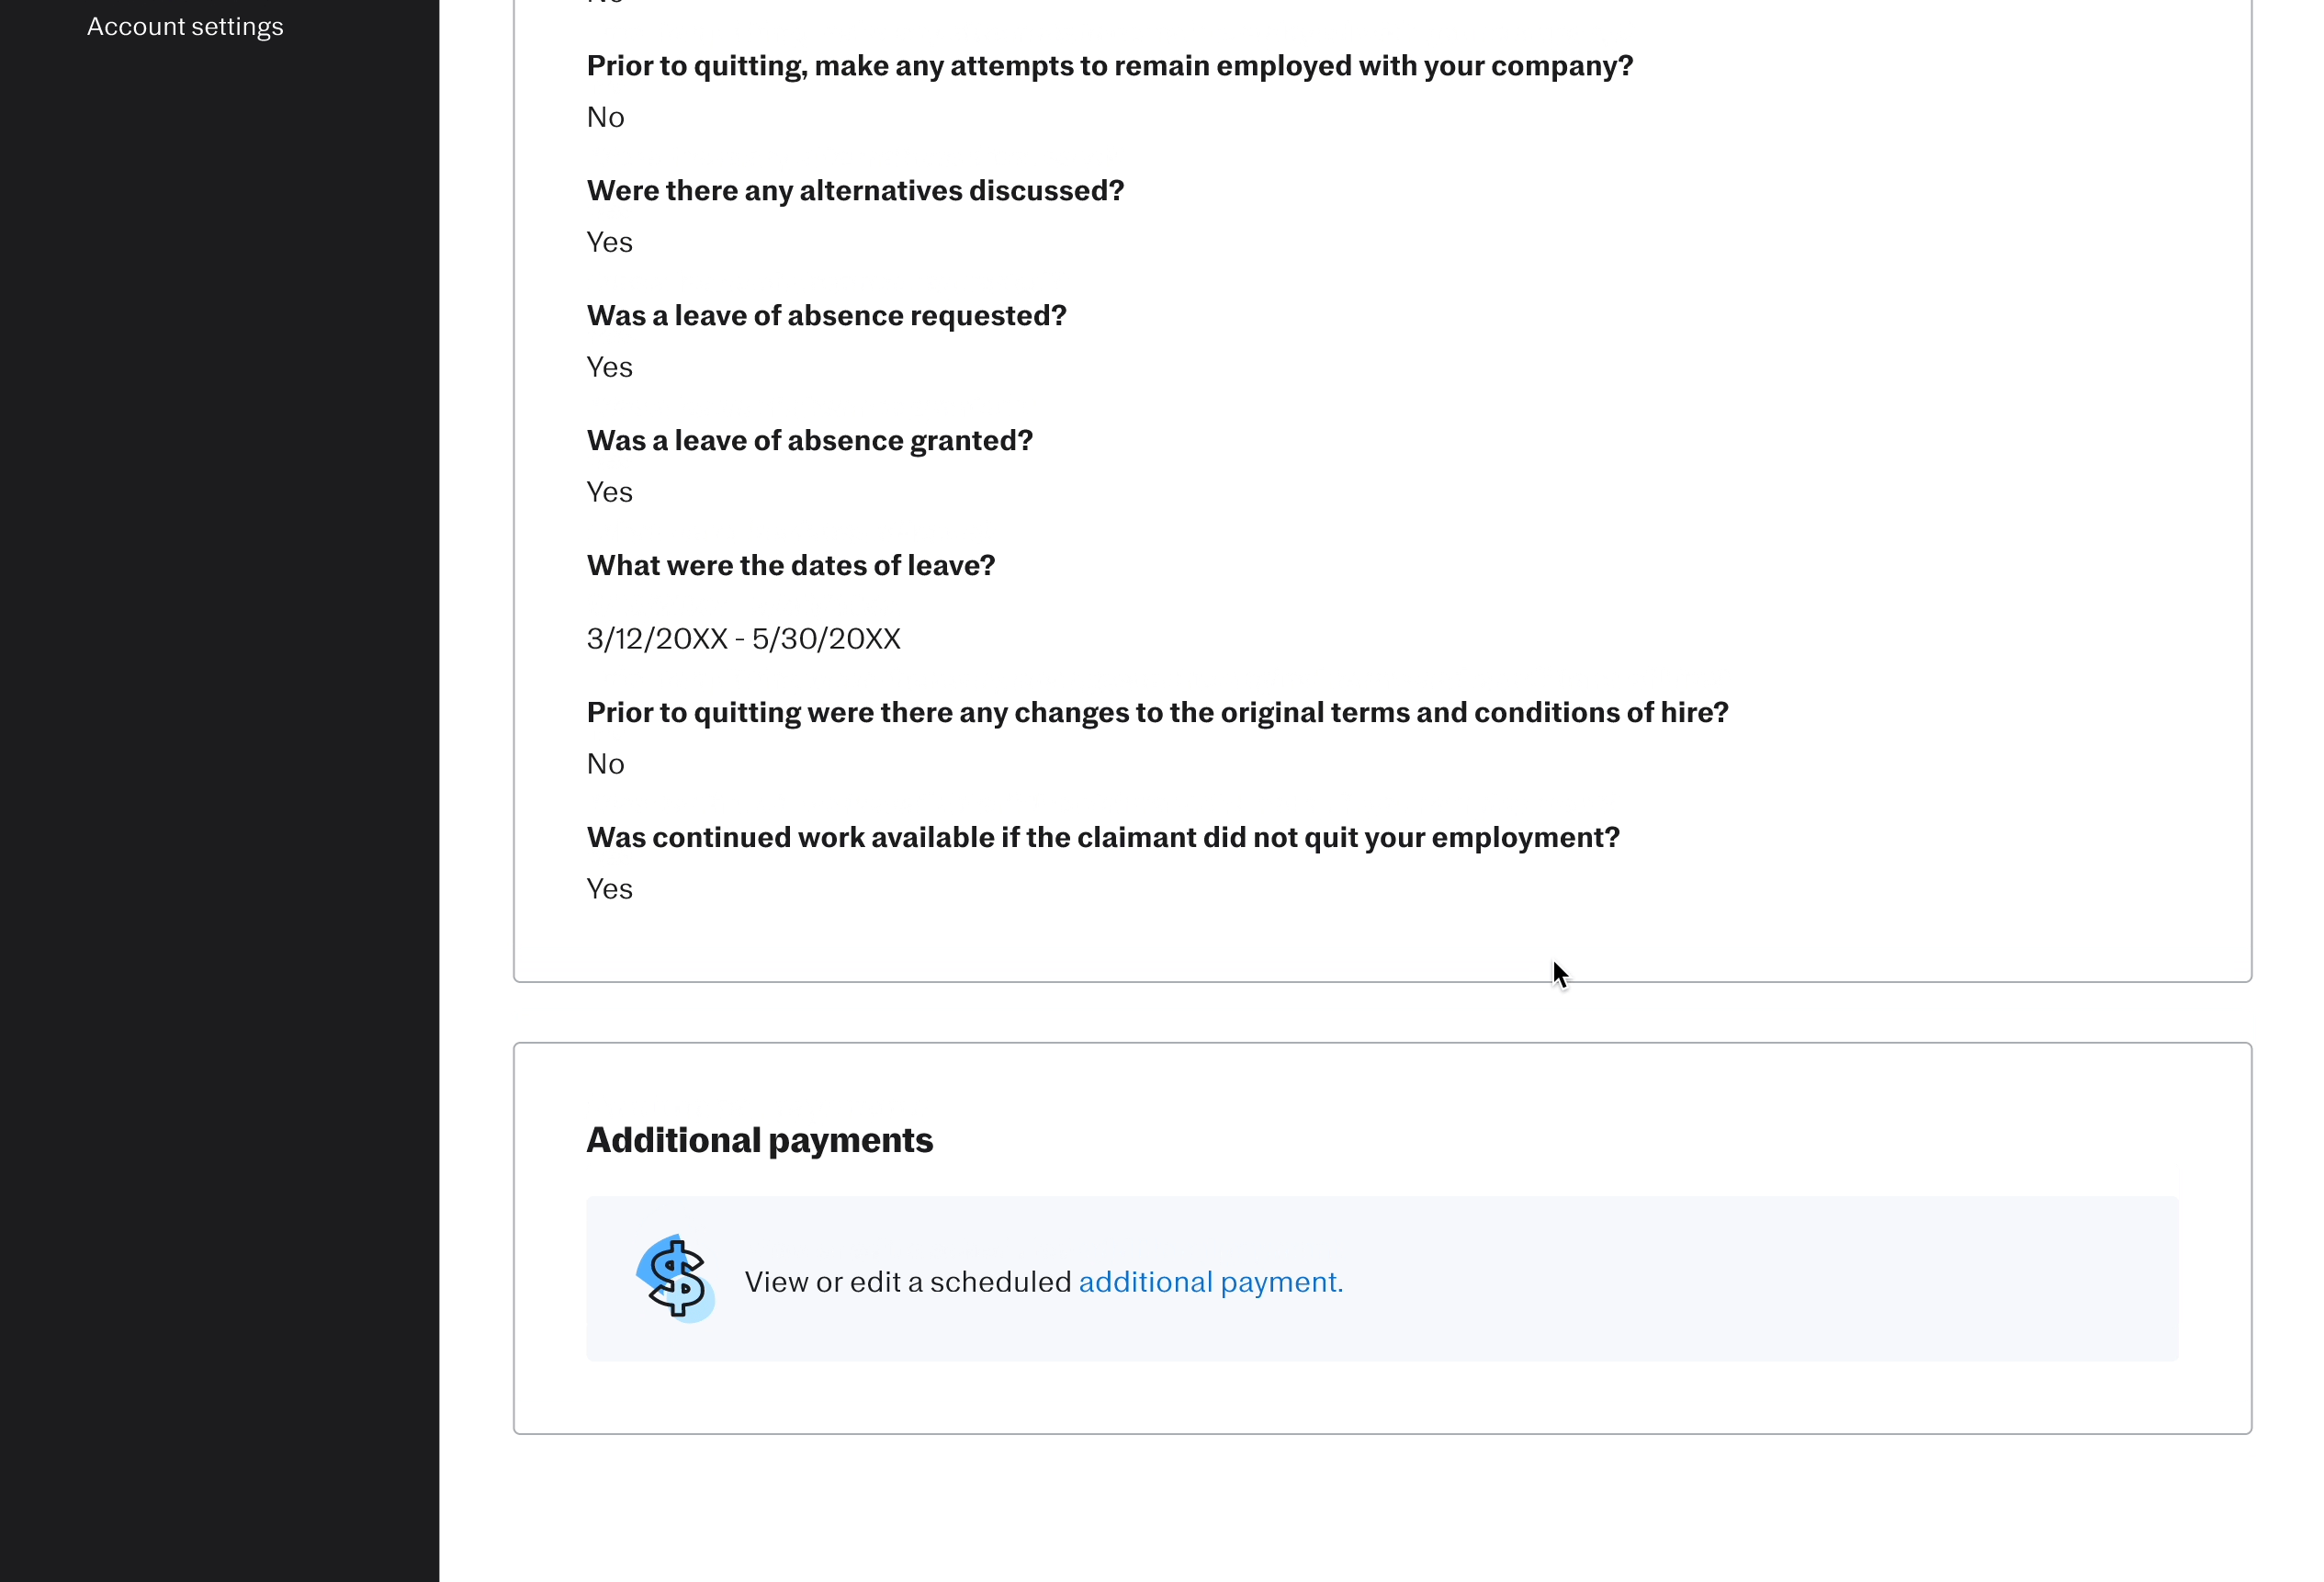 Account settings
Prior to quitting, make any attempts to remain employed with your company?
No
Were there any alternatives discussed?
Yes
Was a leave of absence requested?
Yes
Was a leave of absence granted?
Yes
What were the dates of leave?
3/12/20XX - 5/30/20XX
Prior to quitting were there any changes to the original terms and conditions of hire?
No
Was continued work available if the claimant did not quit your employment?
Yes
Additional payments
View or edit a scheduled additional payment.